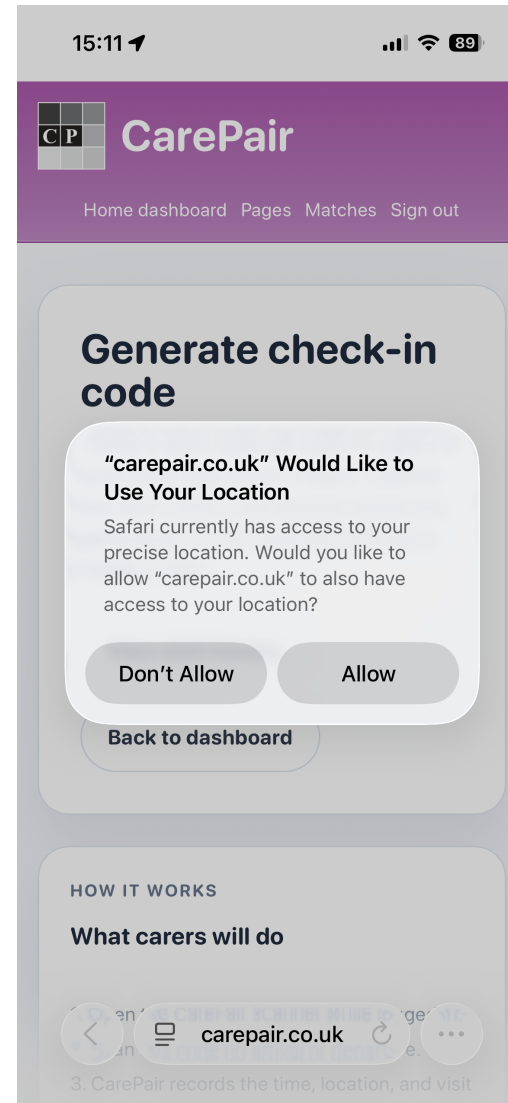 15:11
89
C P
CarePair
Home dashboard Pages Matches Sign out
Generate check-in
code
“carepair.co.uk” Would Like to
Use Your Location
Safari currently has access to your
precise location. Would you like to
allow “carepair.co.uk” to also have
access to your location?
Don’t Allow Allow
Back to dashboard
HOW IT WORKS
What carers will do
carepair.co.uk
3. CarePair records the time, location, and visit